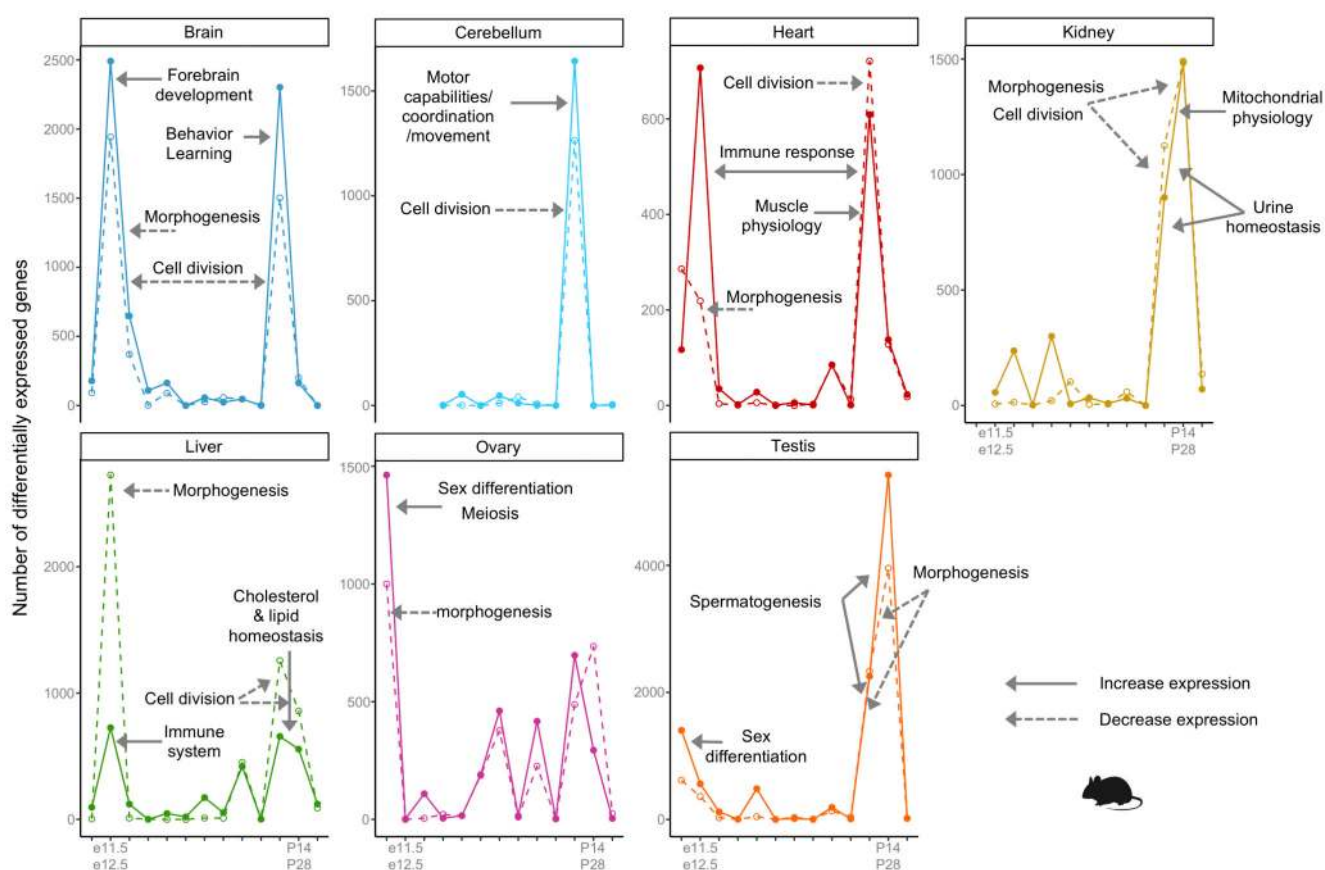 Brain
Cerebellum
Heart
Kidney
Number of differentially expressed genes
2500
2000
1500
1000
500
0
Forebrain
development
Behavior
Learning
Morphogenesis
Cell division
1500
1000
500
0
Motor
capabilities/
coordination
/movement
Cell division
600
400
200
0
Cell division
Immune response
Muscle
physiology
Morphogenesis
1500
1000
500
0
Morphogenesis
Cell division
Mitochondrial
physiology
Urine
homeostasis
e11.5
e12.5
P14
P28
Liver
Ovary
Testis
2000
1000
0
Morphogenesis
Cholesterol
& lipid
homeostasis
Cell division
Immune
system
e11.5
e12.5
P14
P28
1500
1000
500
0
Sex differentiation
Meiosis
morphogenesis
e11.5
e12.5
P14
P28
4000
2000
0
Morphogenesis
Spermatogenesis
Sex
differentiation
e11.5
e12.5
P14
P28
Increase expression
Decrease expression